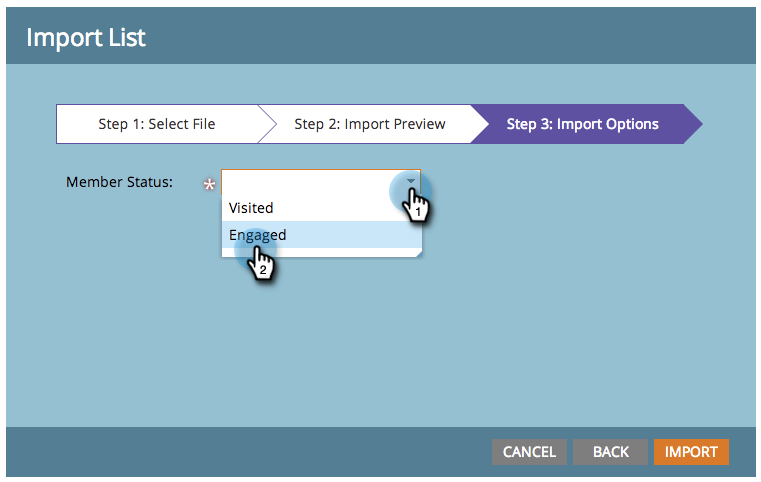 Import List
Step 1: Select File
Step 2: Import Preview
Step 3: Import Options
Member Status: *
1
Visited
Engaged
2
CANCEL
BACK
IMPORT